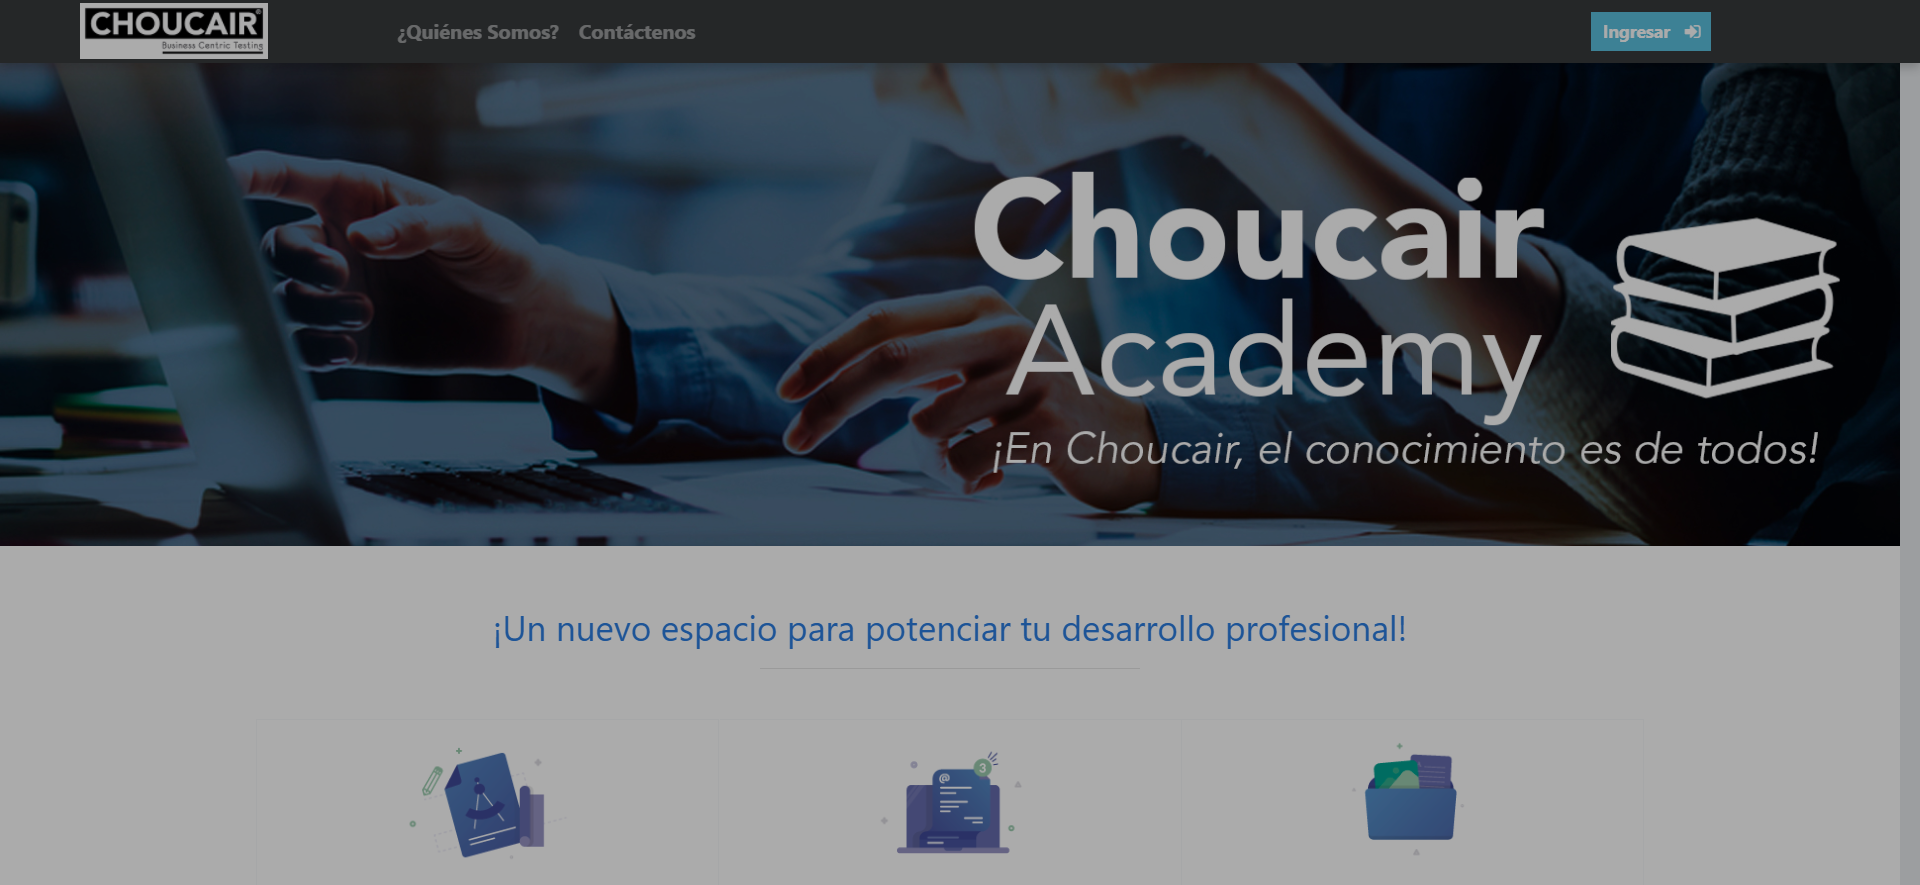 CHOUCAIR®
Business Centric Testing
¿Quiénes Somos?
Contáctenos
Ingresar
Choucair
Academy
¡En Choucair, el conocimiento es de todos!
¡Un nuevo espacio para potenciar tu desarrollo profesional!
@
3